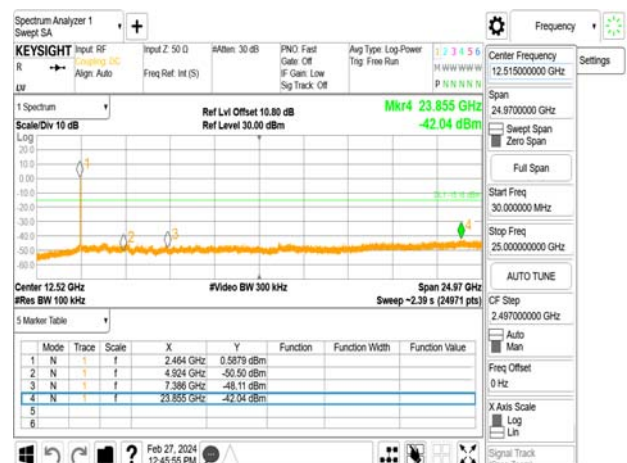 Spectrum Analyzer 1
Swept SA
Frequency
KEYSIGHT
R
LW
Input: RF
Coupling: DC
Align: Auto
Input Z: 50 Ω
Freq Ref: Int (S)
#Atten: 30 dB
PNO: Fast
Gate: Off
IF Gain: Low
Sig Track: Off
Avg Type: Log-Power
Trig: Free Run
1 2 3 4 5 6
M W W W W W
P N N N N N
1 Spectrum
Scale/Div 10 dB
Log
Ref Lvl Offset 10.80 dB
Ref Level 30.00 dBm
Mkr4 23.855 GHz
-42.04 dBm
20.0
10.0
0.00
-10.0
-20.0
-30.0
-40.0
-50.0
-60.0
1
2
3
4
Center 12.52 GHz
#Res BW 100 kHz
#Video BW 300 kHz
Span 24.97 GHz
Sweep ~2.39 s (24971 pts)
5 Marker Table
Mode Trace Scale X Y Function Function Width Function Value
1 N 1 f 2.464 GHz 0.5879 dBm
2 N 1 f 4.924 GHz -50.50 dBm
3 N 1 f 7.386 GHz -48.11 dBm
4 N 1 f 23.855 GHz -42.04 dBm
5
6
Feb 27, 2024
12:45:55 PM
Center Frequency
12.515000000 GHz
Settings
Span
24.9700000 GHz
Swept Span
Zero Span
Full Span
Start Freq
30.000000 MHz
Stop Freq
25.000000000 GHz
AUTO TUNE
CF Step
2.497000000 GHz
Auto
Man
Freq Offset
0 Hz
X Axis Scale
Log
Lin
Signal Track